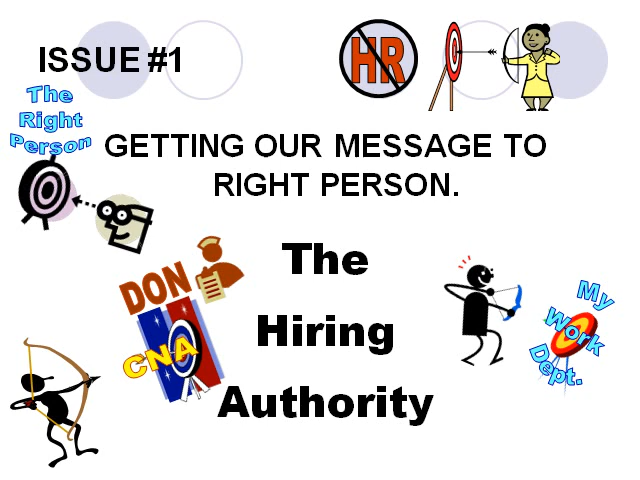 ISSUE #1
HR
The
Right
Person
GETTING OUR MESSAGE TO
RIGHT PERSON.
The
Hiring
Authority
DON
CNA
My
Work
Dept.